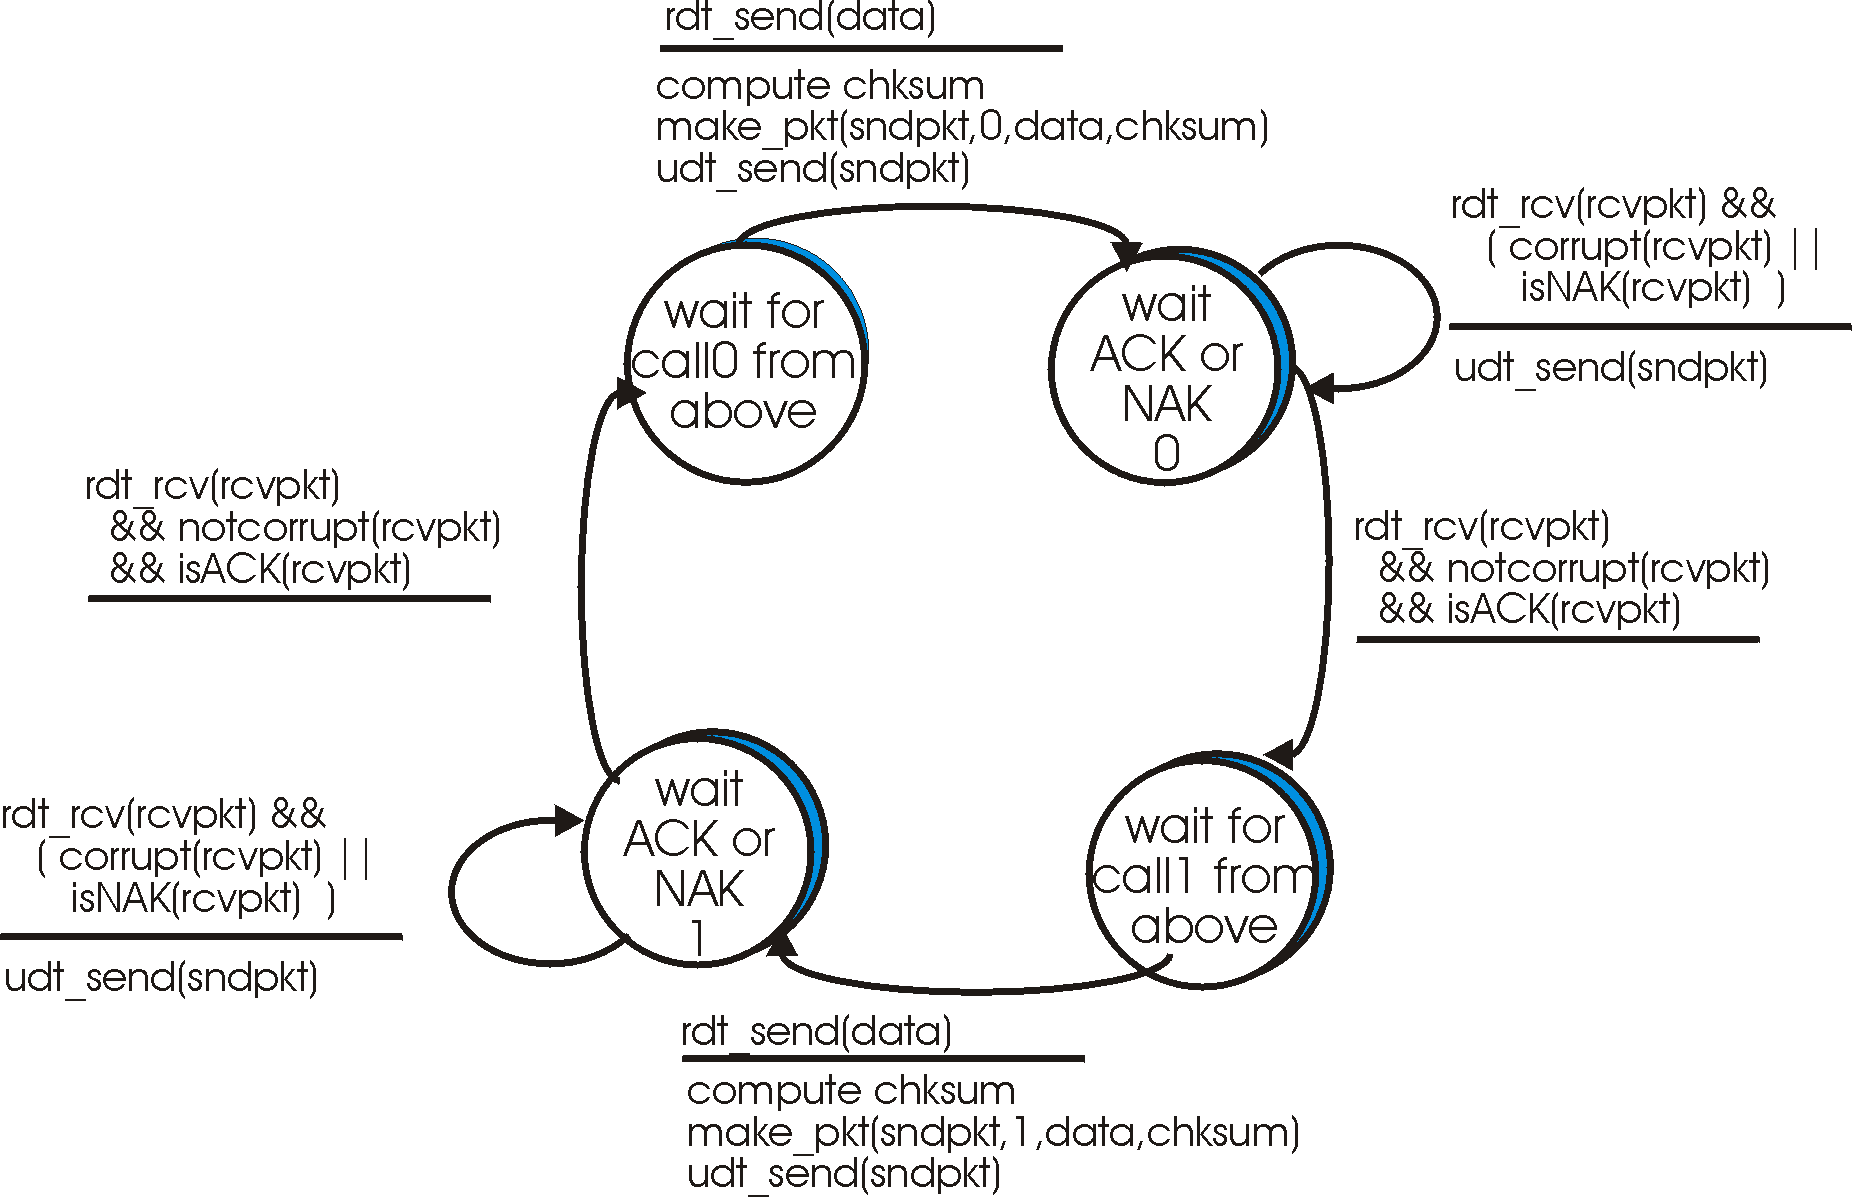 rdt_send(data)
compute chksum
make_pkt(sndpkt,0,data,chksum)
udt_send(sndpkt)
rdt_rcv(rcvpkt) &&
( corrupt(rcvpkt) ||
isNAK(rcvpkt) )
udt_send(sndpkt)
wait for
call0 from
above
wait
ACK or
NAK
0
rdt_rcv(rcvpkt)
&& notcorrupt(rcvpkt)
&& isACK(rcvpkt)
rdt_rcv(rcvpkt)
&& notcorrupt(rcvpkt)
&& isACK(rcvpkt)
rdt_rcv(rcvpkt) &&
( corrupt(rcvpkt) ||
isNAK(rcvpkt) )
udt_send(sndpkt)
wait
ACK or
NAK
1
wait for
call1 from
above
rdt_send(data)
compute chksum
make_pkt(sndpkt,1,data,chksum)
udt_send(sndpkt)